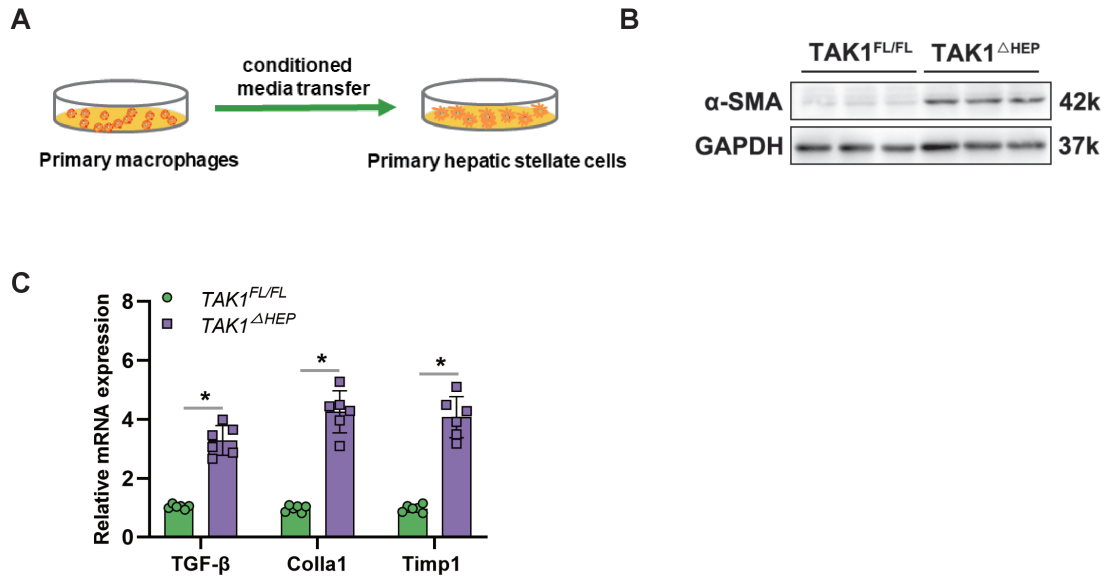 A
conditioned
media transfer
Primary macrophages
Primary hepatic stellate cells
B
TAK1FL/FL TAK1△HEP
α-SMA 42k
GAPDH 37k
C
TAK1FL/FL
TAK1△HEP
Relative mRNA expression
8
6
4
2
0
*
*
*
TGF-β Colla1 Timp1